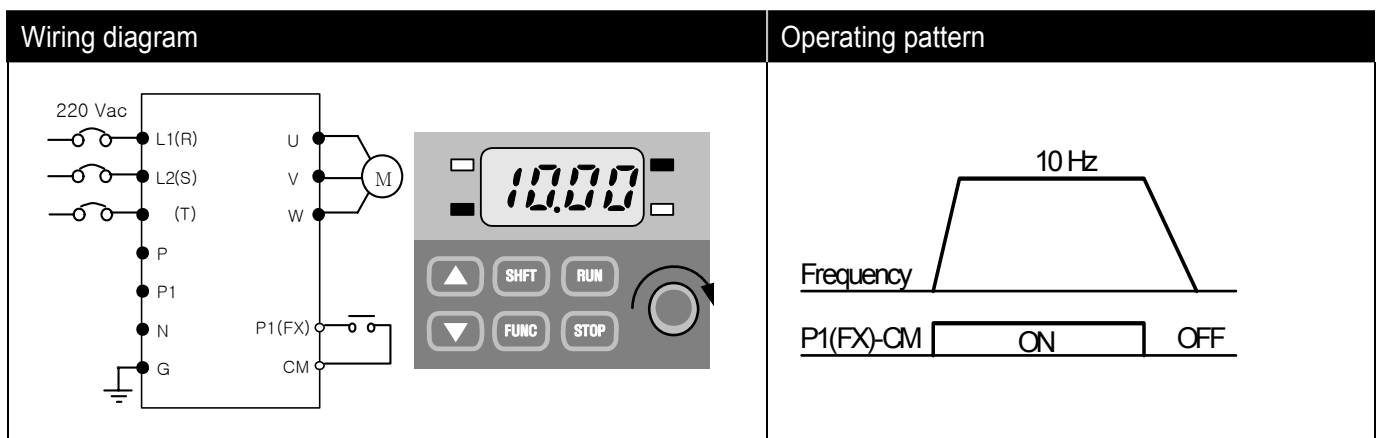 Wiring diagram
Operating pattern
220 Vac
L1(R)
U
L2(S)
V
M
(T)
W
P
P1
N
P1(FX)
G
CM
10.00
SHFT
RUN
FUNC
STOP
10 Hz
Frequency
P1(FX)-CM
ON
OFF